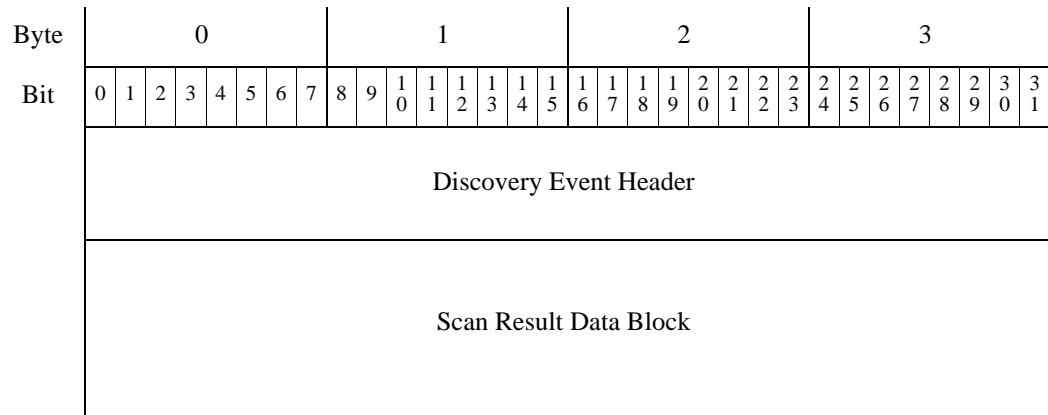 Byte 0 1 2 3
Bit 0 1 2 3 4 5 6 7 8 9 10 11 12 13 14 15 16 17 18 19 20 21 22 23 24 25 26 27 28 29 30 31
Discovery Event Header
Scan Result Data Block